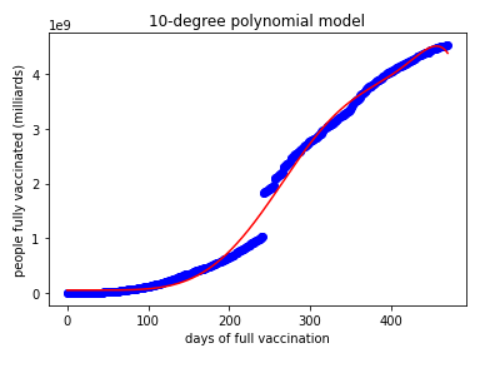 10-degree polynomial model
1e9
4
3
2
1
0
0 100 200 300 400
people fully vaccinated (milliards)
days of full vaccination